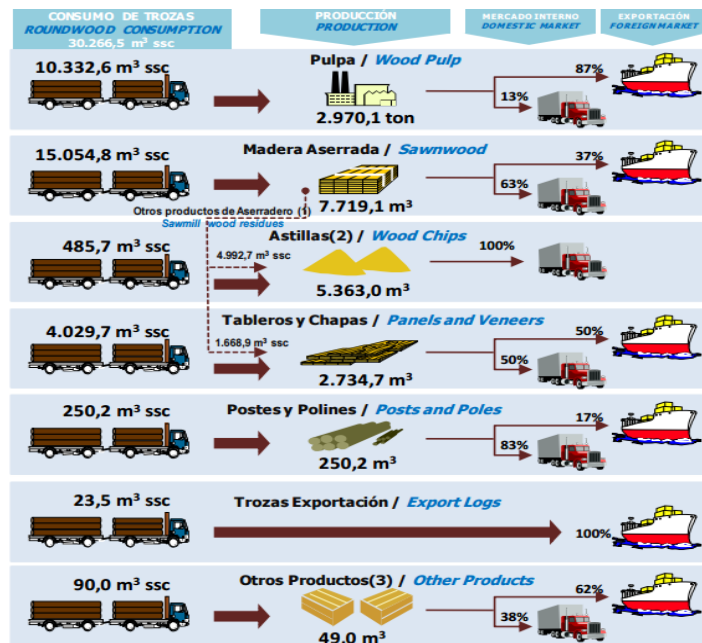 CONSUMO DE TROZAS
ROUNDWOOD CONSUMPTION
30.266,5 m³ ssc
PRODUCCIÓN
PRODUCTION
MERCADO INTERNO
DOMESTIC MARKET
EXPORTACIÓN
FOREIGN MARKET
10.332,6 m³ ssc
Pulpa / Wood Pulp
2.970,1 ton
87%
13%
15.054,8 m³ ssc
Madera Aserrada / Sawnwood
7.719,1 m³
37%
63%
Otros productos de Aserradero (1)
Sawmill wood residues
485,7 m³ ssc
Astillas(2) / Wood Chips
4.992,7 m³ ssc
5.363,0 m³
100%
4.029,7 m³ ssc
Tableros y Chapas / Panels and Veneers
1.668,9 m³ ssc
2.734,7 m³
50%
50%
250,2 m³ ssc
Postes y Polines / Posts and Poles
250,2 m³
17%
83%
23,5 m³ ssc
Trozas Exportación / Export Logs
100%
90,0 m³ ssc
Otros Productos(3) / Other Products
49,0 m³
62%
38%